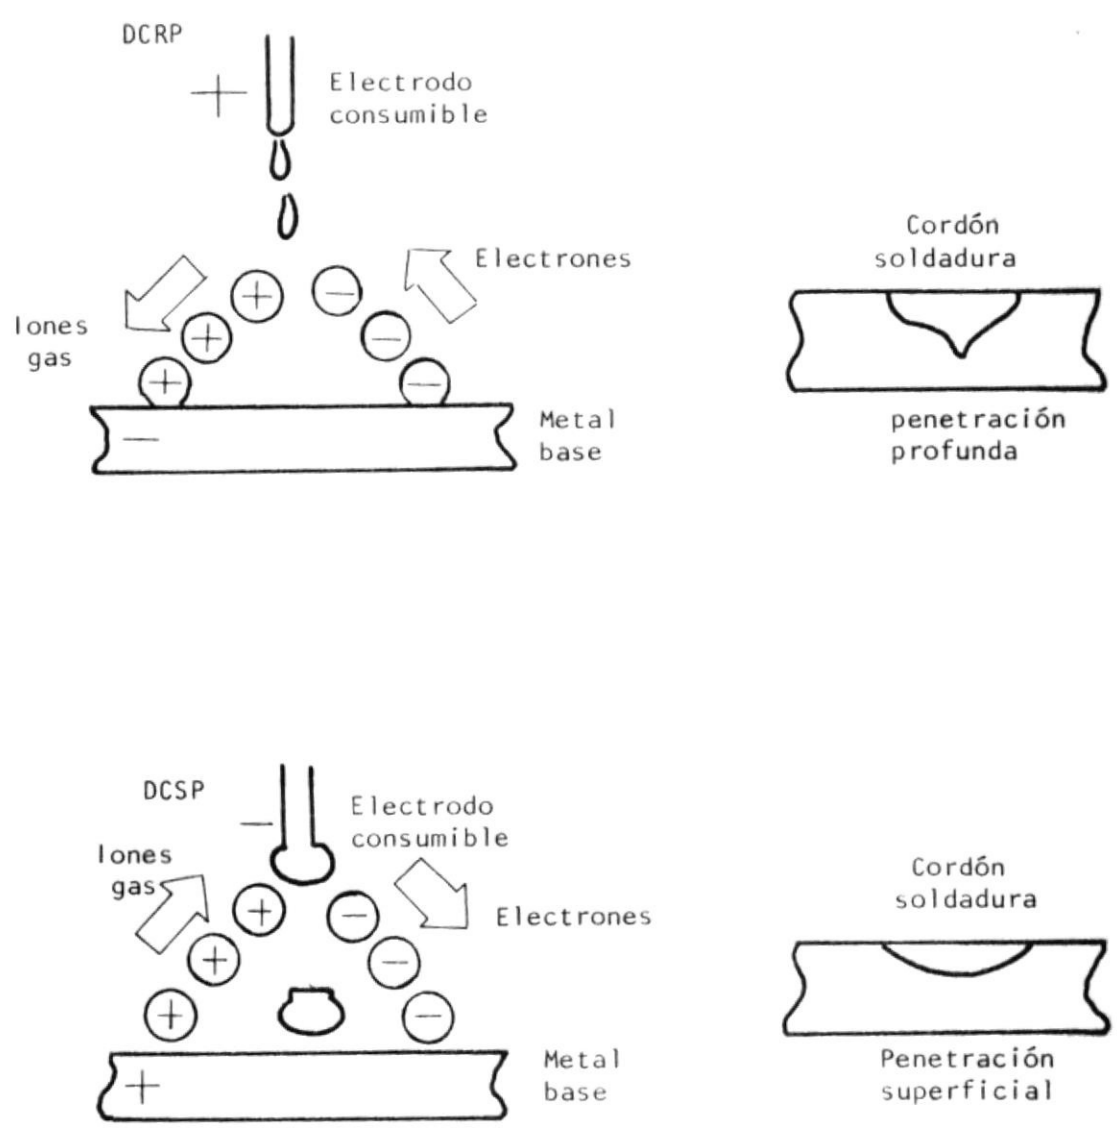 DCRP
+
Electrodo
consumible
Electrones
Iones
gas
+ −
+ −
+ −
−
Metal
base
Cordón
soldadura
penetración
profunda
DCSP
−
Electrodo
consumible
Iones
gas
Electrones
+ −
+ −
+ −
+
Metal
base
Cordón
soldadura
Penetración
superficial